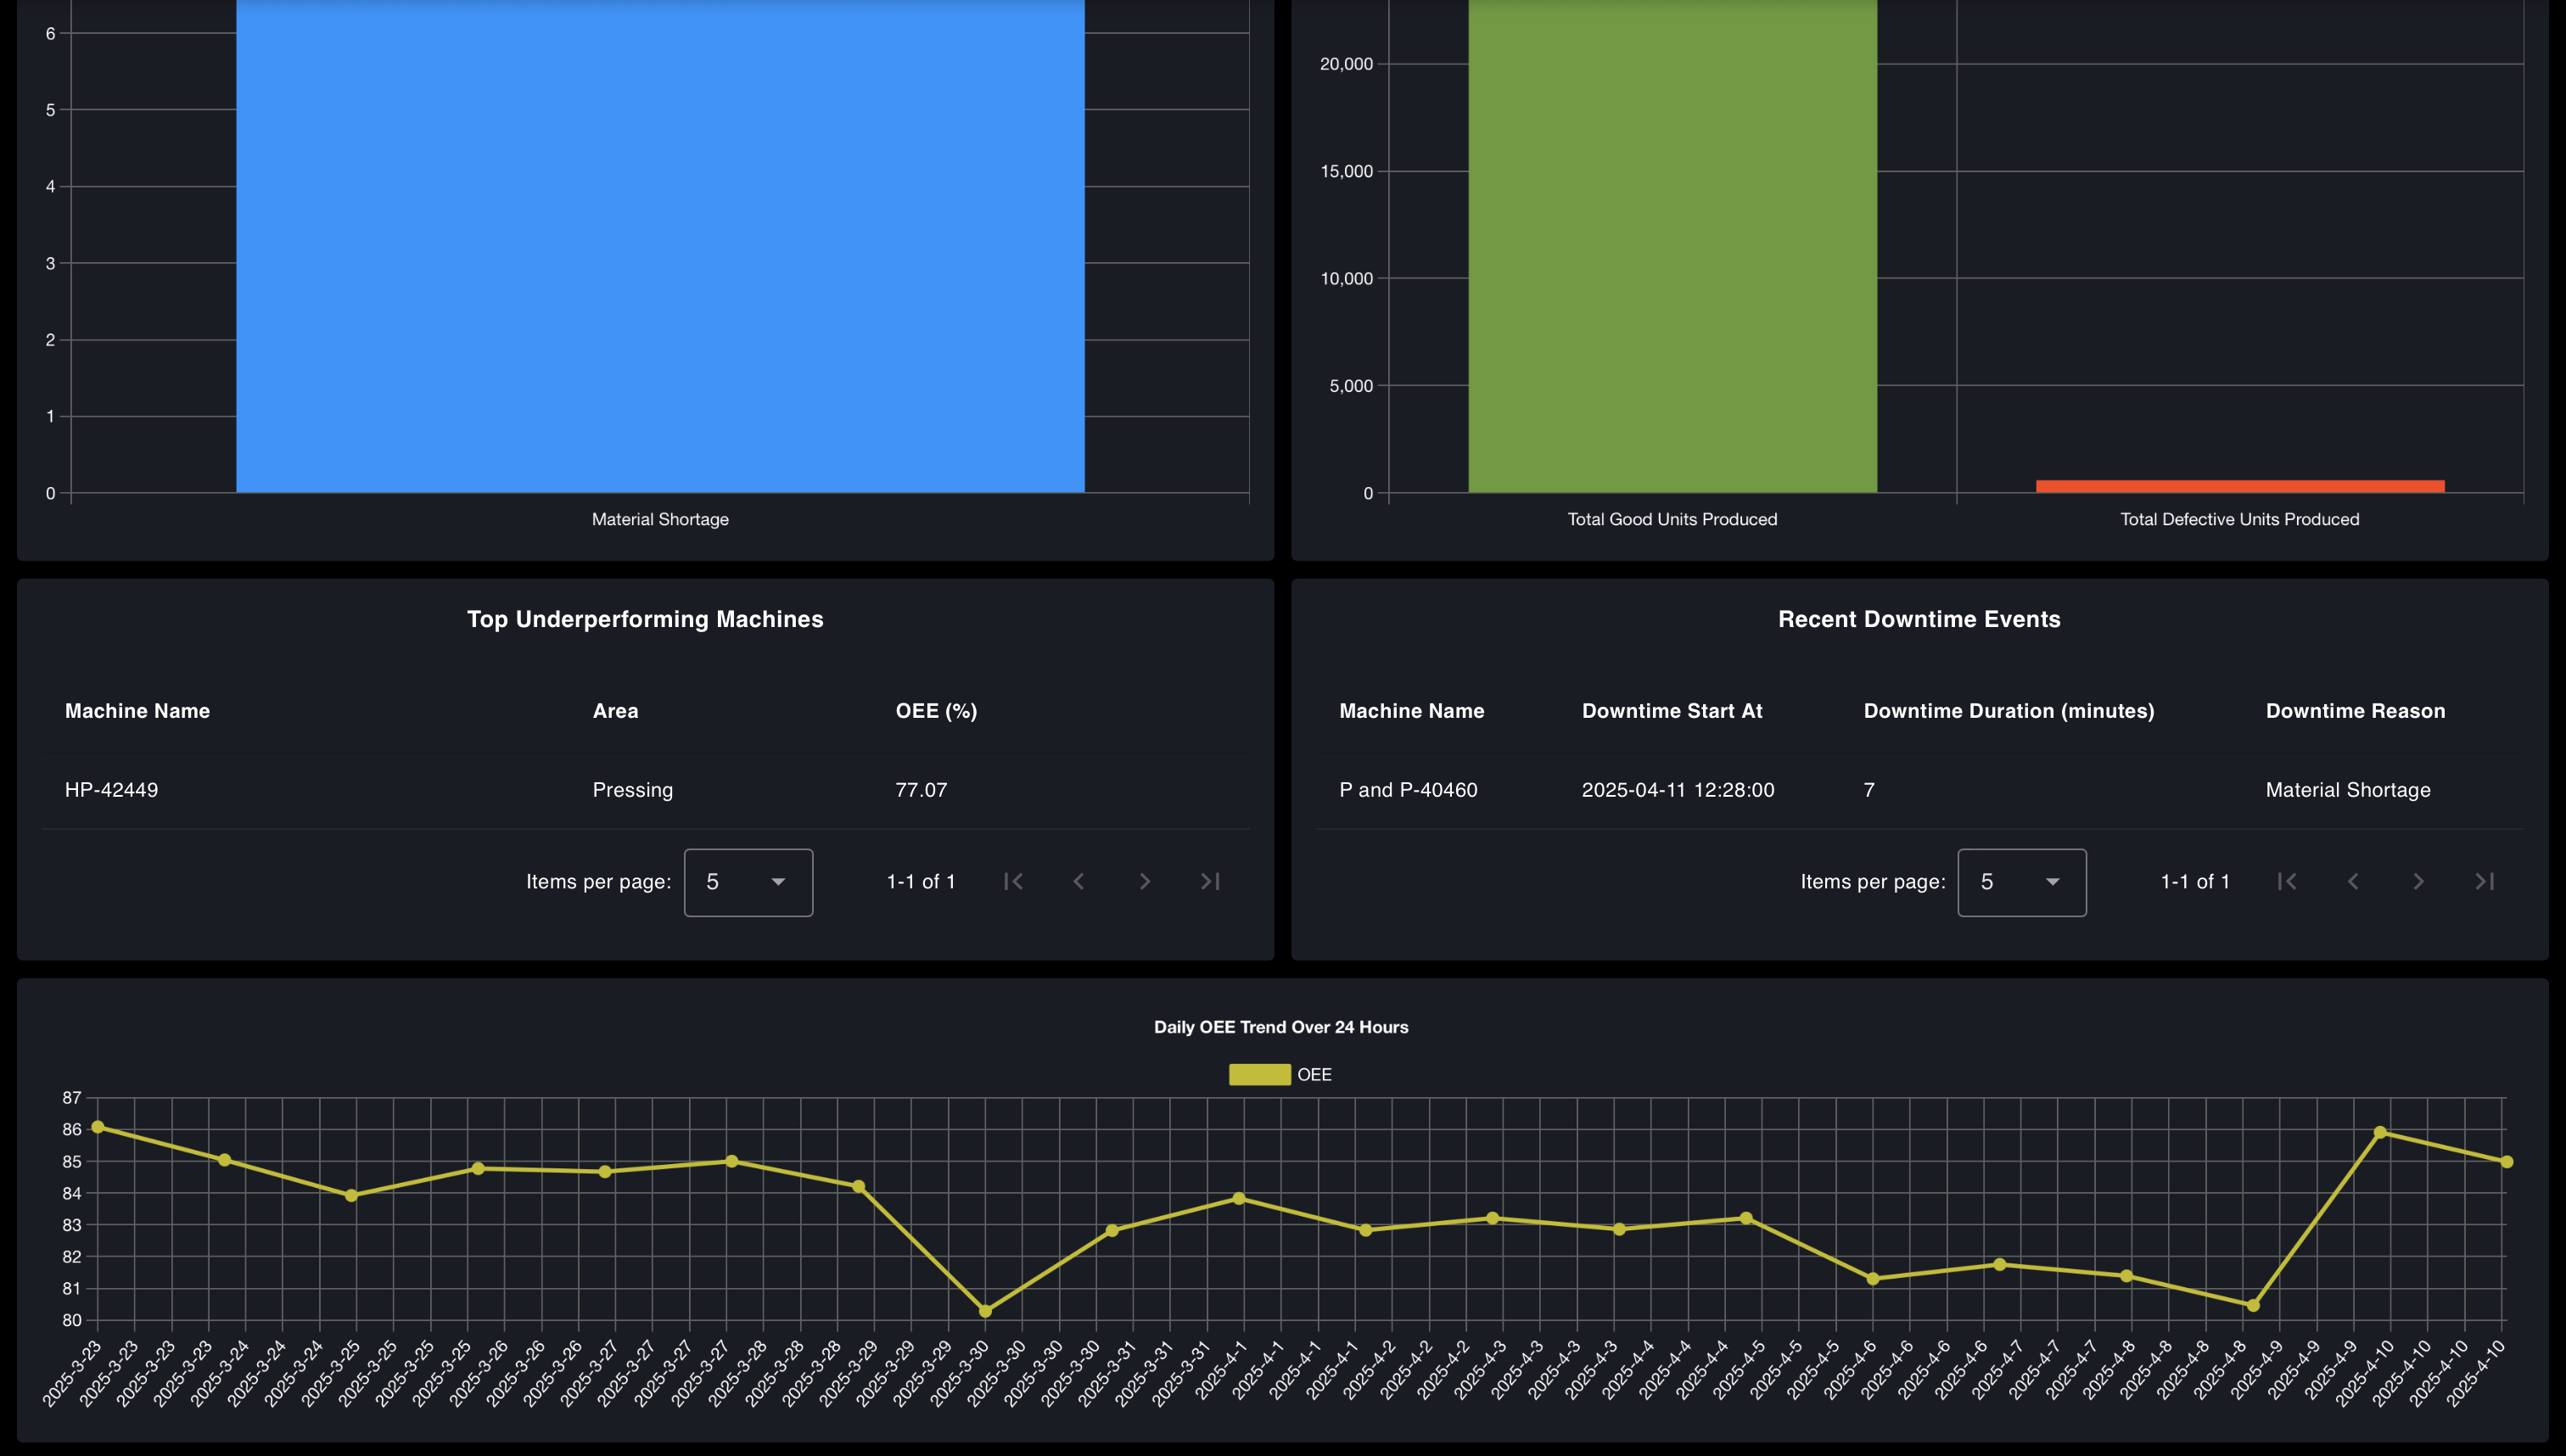 6
5
4
3
2
1
0
Material Shortage
20,000
15,000
10,000
5,000
0
Total Good Units Produced Total Defective Units Produced
Top Underperforming Machines
Machine Name Area OEE (%)
HP-42449 Pressing 77.07
Items per page: 5 1-1 of 1
Recent Downtime Events
Machine Name Downtime Start At Downtime Duration (minutes) Downtime Reason
P and P-40460 2025-04-11 12:28:00 7 Material Shortage
Items per page: 5 1-1 of 1
Daily OEE Trend Over 24 Hours
OEE
87
86
85
84
83
82
81
80
2025-3-23 2025-3-23 2025-3-23 2025-3-23 2025-3-24 2025-3-24 2025-3-24 2025-3-25 2025-3-25 2025-3-25 2025-3-25 2025-3-26 2025-3-26 2025-3-26 2025-3-27 2025-3-27 2025-3-27 2025-3-27 2025-3-28 2025-3-28 2025-3-28 2025-3-29 2025-3-29 2025-3-29 2025-3-30 2025-3-30 2025-3-30 2025-3-30 2025-3-31 2025-3-31 2025-3-31 2025-4-1 2025-4-1 2025-4-1 2025-4-1 2025-4-2 2025-4-2 2025-4-2 2025-4-3 2025-4-3 2025-4-3 2025-4-3 2025-4-4 2025-4-4 2025-4-4 2025-4-5 2025-4-5 2025-4-5 2025-4-6 2025-4-6 2025-4-6 2025-4-6 2025-4-7 2025-4-7 2025-4-7 2025-4-8 2025-4-8 2025-4-8 2025-4-8 2025-4-9 2025-4-9 2025-4-9 2025-4-10 2025-4-10 2025-4-10 2025-4-10